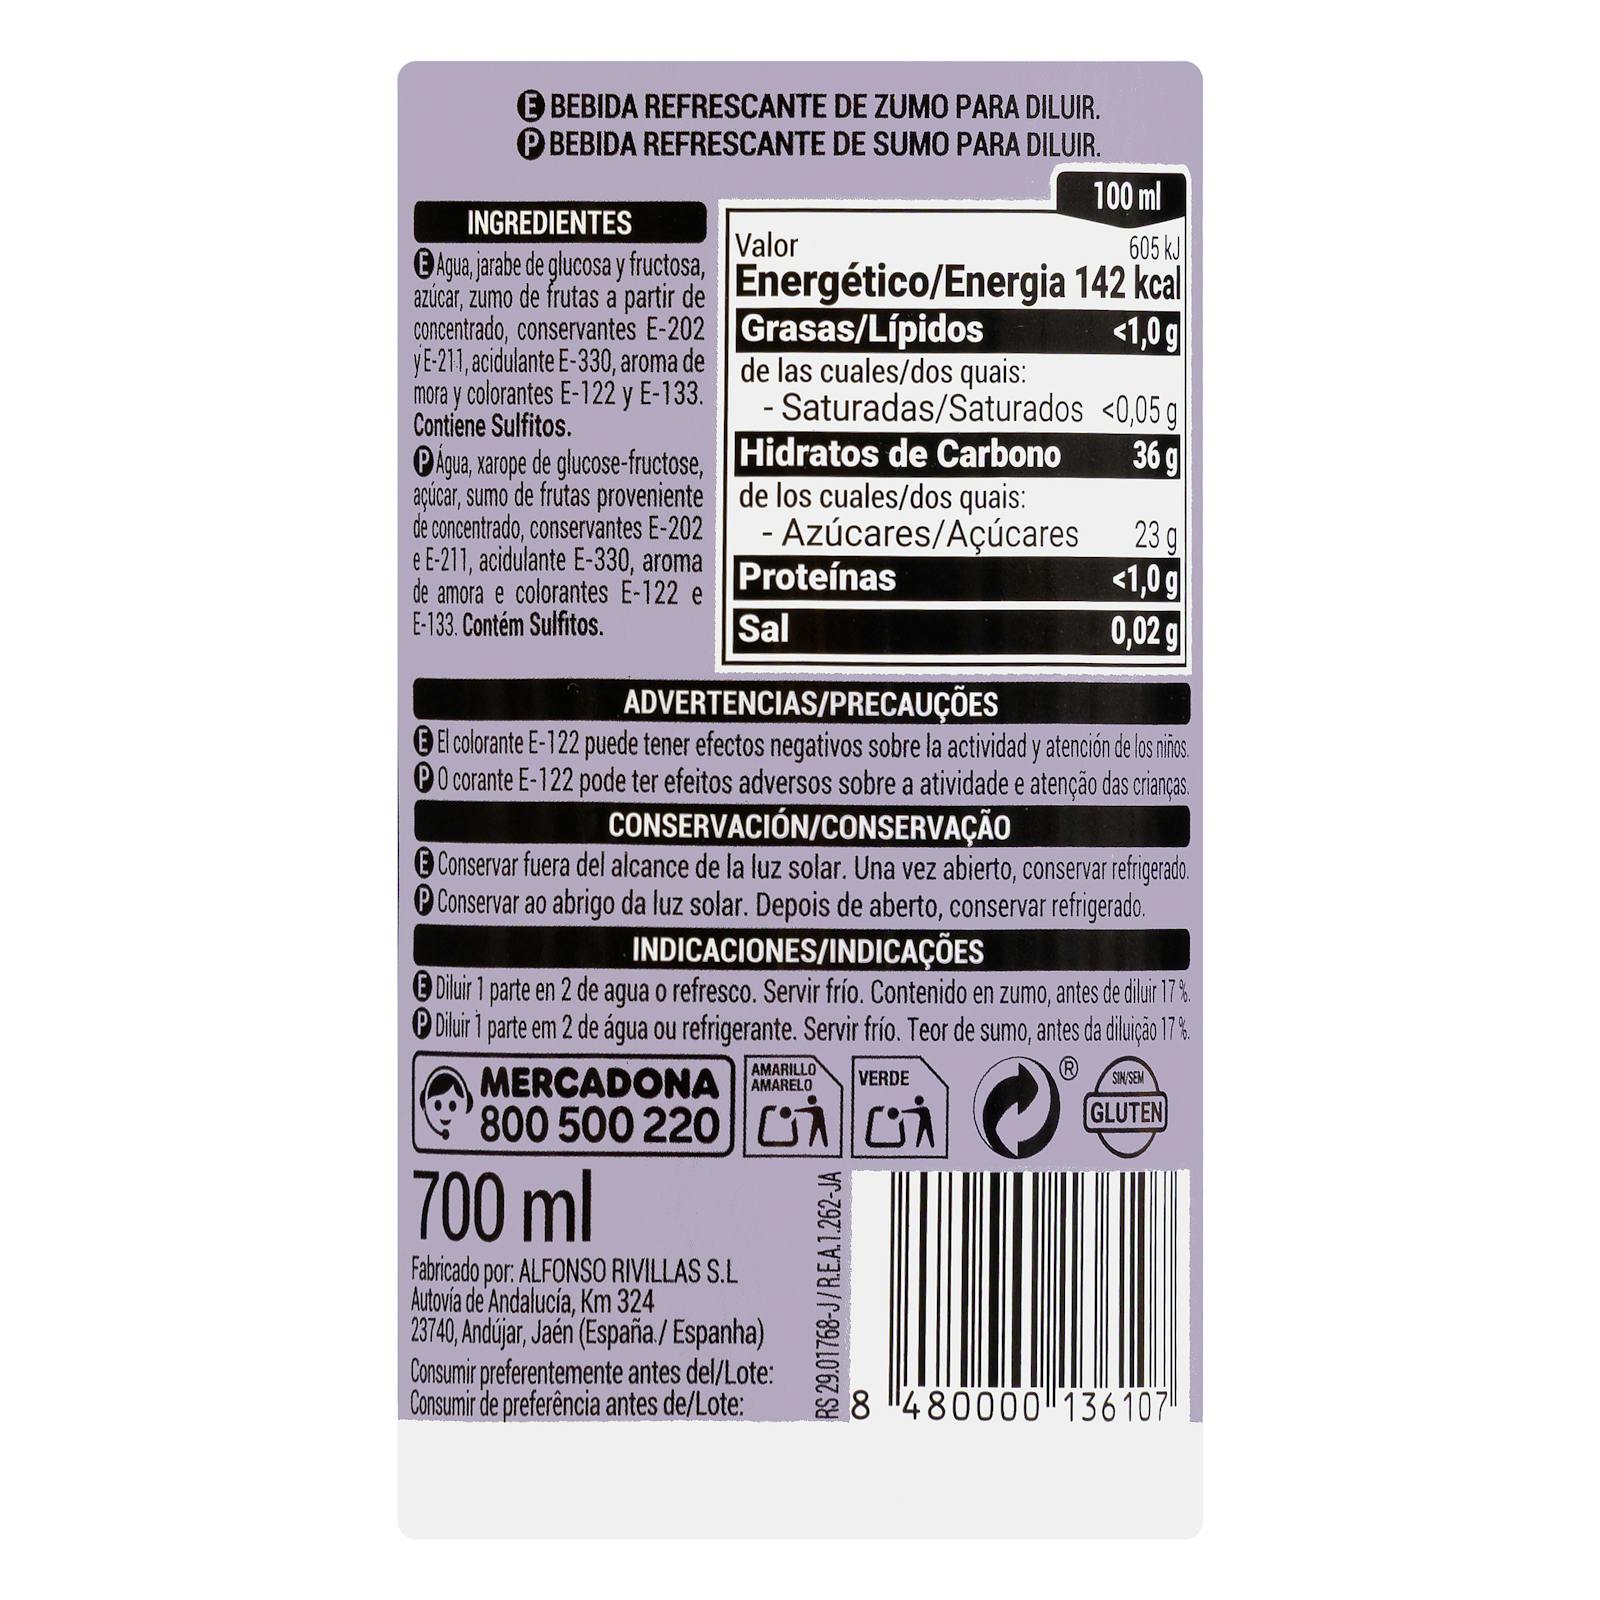 E BEBIDA REFRESCANTE DE ZUMO PARA DILUIR.
P BEBIDA REFRESCANTE DE SUMO PARA DILUIR.
INGREDIENTES
E Agua, jarabe de glucosa y fructosa,
azúcar, zumo de frutas a partir de
concentrado, conservantes E-202
y E-211, acidulante E-330, aroma de
mora y colorantes E-122 y E-133.
Contiene Sulfitos.
P Água, xarope de glucose-fructose,
açúcar, sumo de frutas proveniente
de concentrado, conservantes E-202
e E-211, acidulante E-330, aroma
de amora e colorantes E-122 e
E-133. Contém Sulfitos.
100 ml
Valor 605 kJ
Energético/Energia 142 kcal
Grasas/Lípidos <1,0 g
de las cuales/dos quais:
- Saturadas/Saturados <0,05 g
Hidratos de Carbono 36 g
de los cuales/dos quais:
- Azúcares/Açúcares 23 g
Proteínas <1,0 g
Sal 0,02 g
ADVERTENCIAS/PRECAUÇÕES
E El colorante E-122 puede tener efectos negativos sobre la actividad y atención de los niños.
P O corante E-122 pode ter efeitos adversos sobre a atividade e atenção das crianças.
CONSERVACIÓN/CONSERVAÇÃO
E Conservar fuera del alcance de la luz solar. Una vez abierto, conservar refrigerado.
P Conservar ao abrigo da luz solar. Depois de aberto, conservar refrigerado.
INDICACIONES/INDICAÇÕES
E Diluir 1 parte en 2 de agua o refresco. Servir frío. Contenido en zumo, antes de diluir 17 %.
P Diluir 1 parte em 2 de água ou refrigerante. Servir frío. Teor de sumo, antes da diluição 17 %.
MERCADONA
800 500 220
AMARILLO
AMARELO
VERDE
®
SIN/SEM
GLUTEN
700 ml
Fabricado por: ALFONSO RIVILLAS S.L
Autovía de Andalucía, Km 324
23740, Andújar, Jaén (España / Espanha)
Consumir preferentemente antes del/Lote:
Consumir de preferência antes de/Lote:
RS 29.01768-J / R.E.A.1.262-JA
8 480000 136107